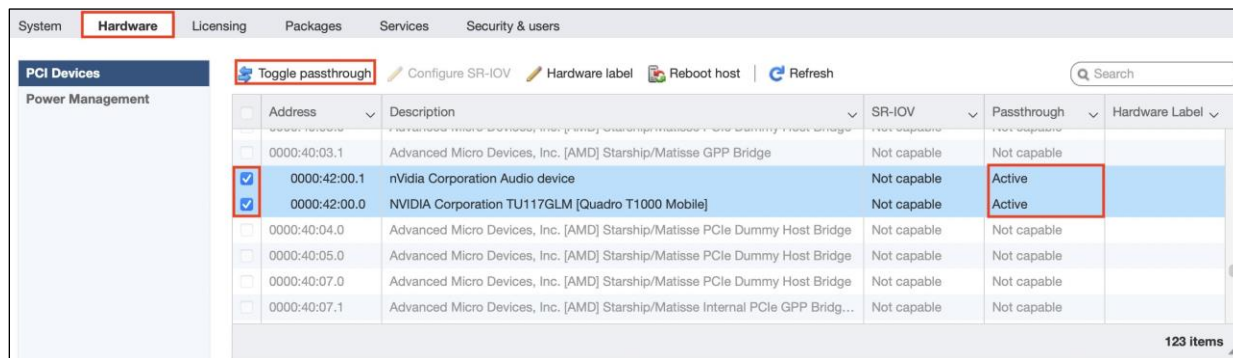 System Hardware Licensing Packages Services Security & users
PCI Devices
Power Management
Toggle passthrough Configure SR-IOV Hardware label Reboot host Refresh Search
Address Description SR-IOV Passthrough Hardware Label
0000:40:03.1 Advanced Micro Devices, Inc. [AMD] Starship/Matisse GPP Bridge Not capable Not capable
0000:42:00.1 nVidia Corporation Audio device Not capable Active
0000:42:00.0 NVIDIA Corporation TU117GLM [Quadro T1000 Mobile] Not capable Active
0000:40:04.0 Advanced Micro Devices, Inc. [AMD] Starship/Matisse PCIe Dummy Host Bridge Not capable Not capable
0000:40:05.0 Advanced Micro Devices, Inc. [AMD] Starship/Matisse PCIe Dummy Host Bridge Not capable Not capable
0000:40:07.0 Advanced Micro Devices, Inc. [AMD] Starship/Matisse PCIe Dummy Host Bridge Not capable Not capable
0000:40:07.1 Advanced Micro Devices, Inc. [AMD] Starship/Matisse Internal PCIe GPP Bridg... Not capable Not capable
123 items